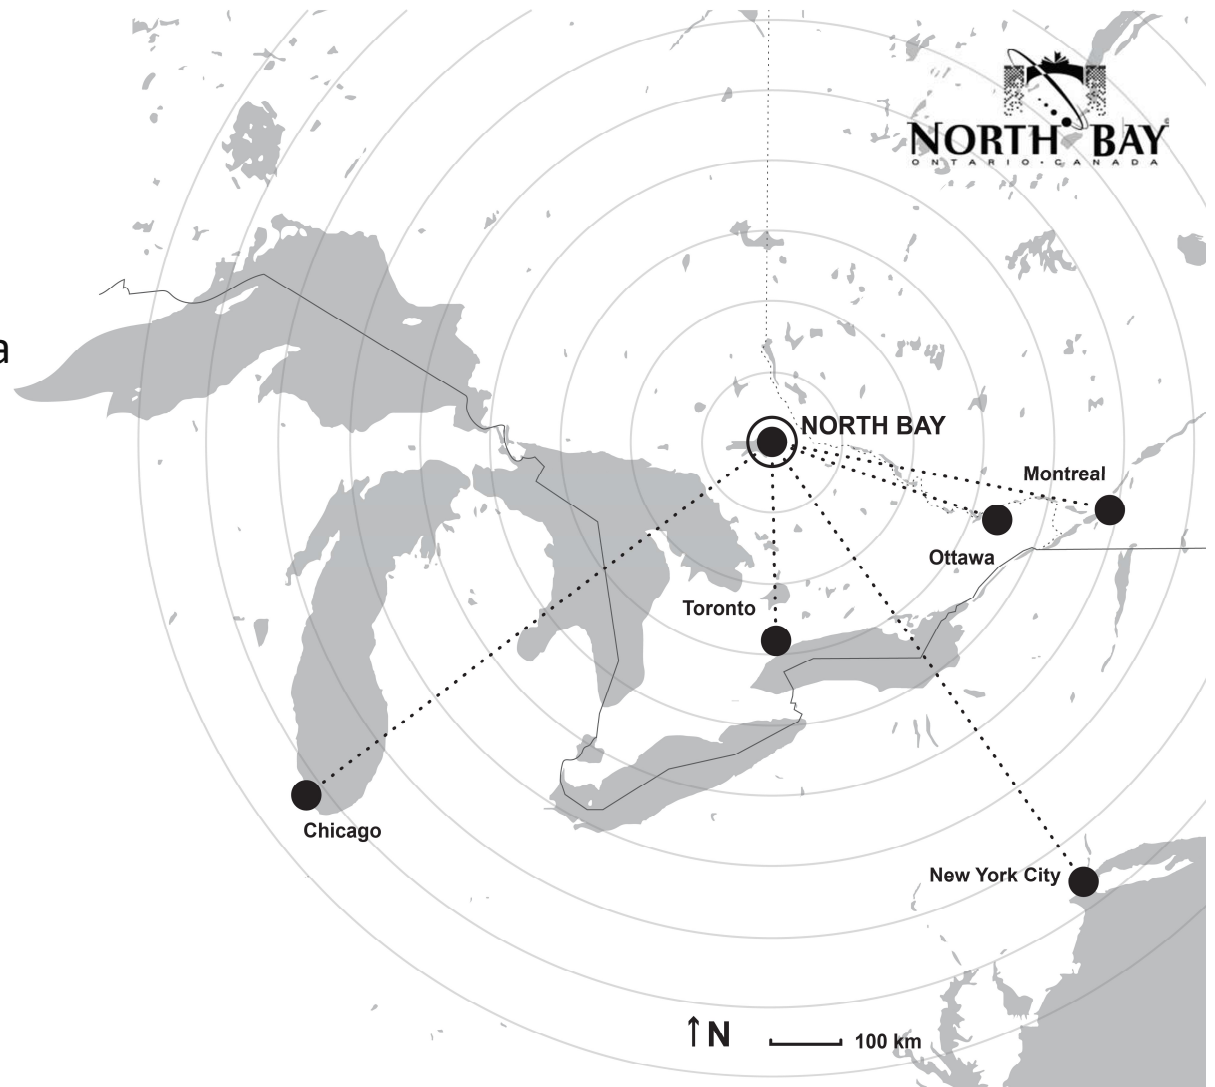 NORTH BAY
ONTARIO • CANADA
a
NORTH BAY
Montreal
Ottawa
Toronto
Chicago
New York City
↑N
100 km